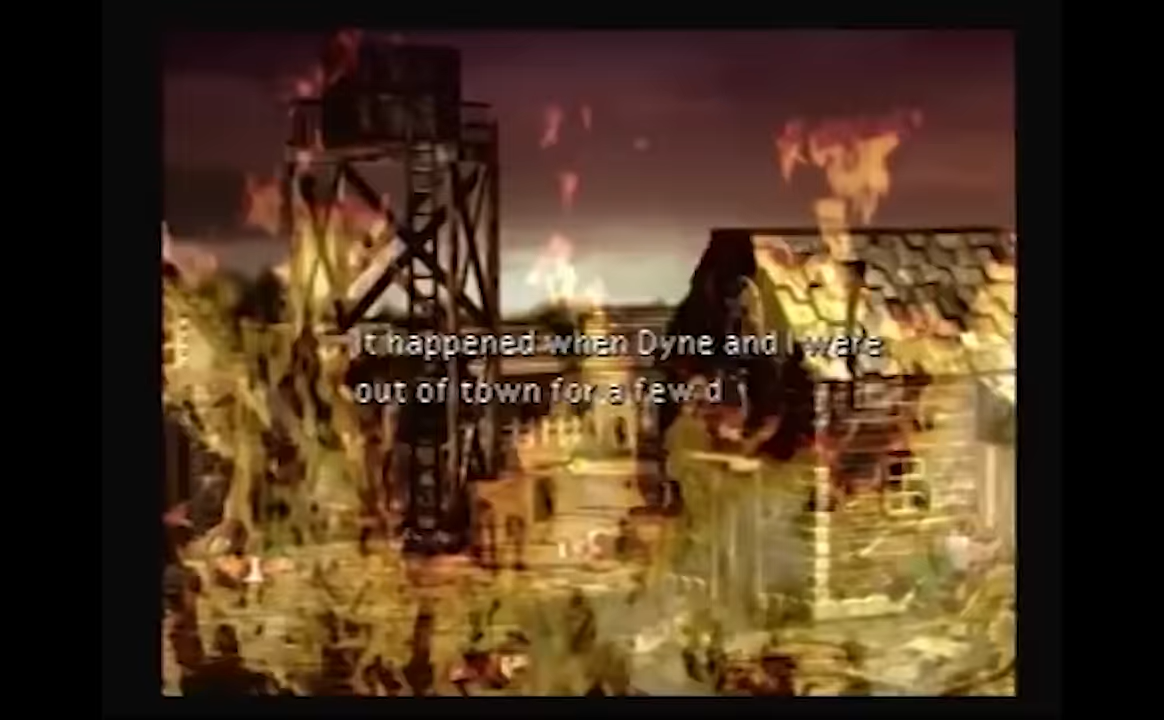 It happened when Dyne and I were
out of town for a few d